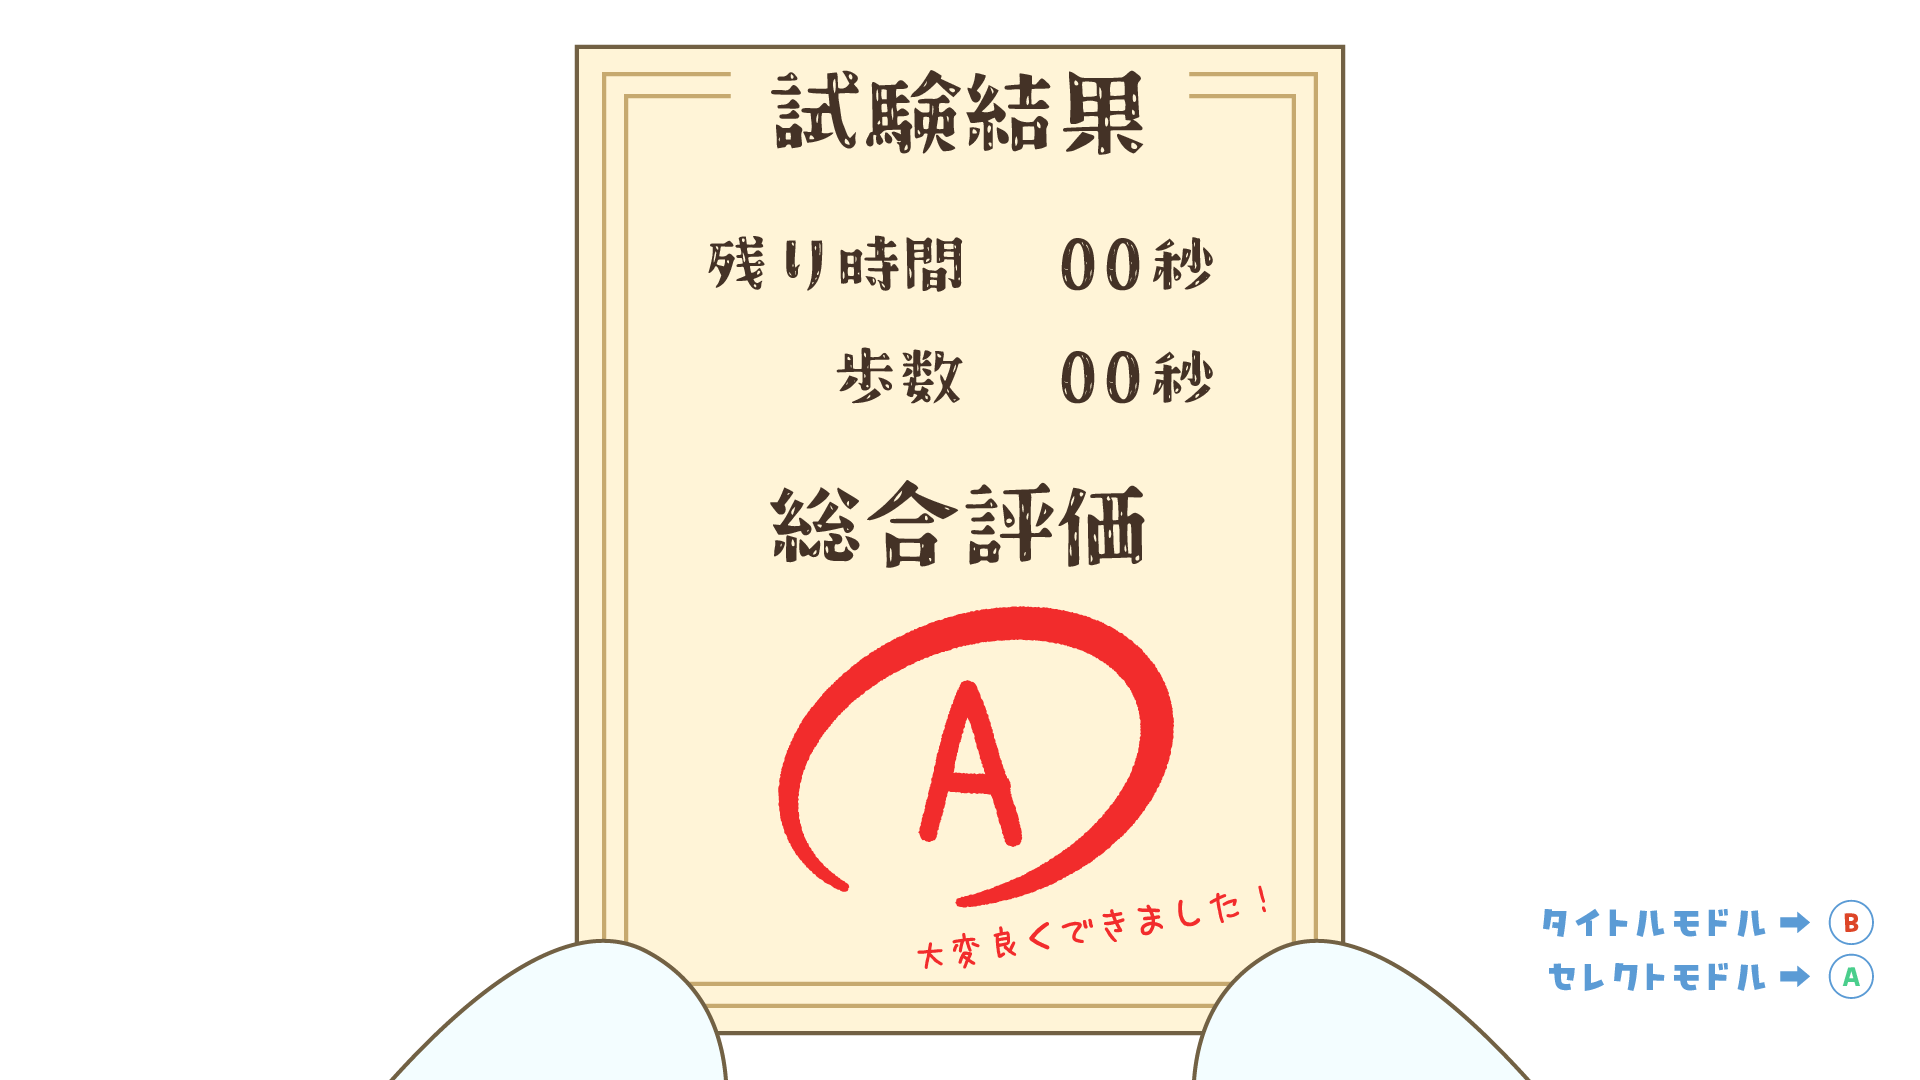 試験結果
残り時間 00秒
歩数 00秒
総合評価
A
大変良くできました！
タイトルモドル➡B
セレクトモドル➡A